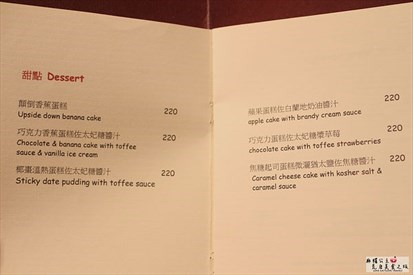 甜點 Dessert
顛倒香蕉蛋糕
Upside down banana cake 220
巧克力香蕉蛋糕佐太妃糖醬汁 220
Chocolate & banana cake with toffee
sauce & vanilla ice cream
椰棗溫熱蛋糕佐太妃糖醬汁 220
Sticky date pudding with toffee sauce
蘋果蛋糕佐白蘭地奶油醬汁 220
apple cake with brandy cream sauce
巧克力蛋糕佐太妃糖漿草莓 220
chocolate cake with toffee strawberries
焦糖起司蛋糕微灑猶太鹽佐焦糖醬汁 220
Caramel cheese cake with kosher salt &
caramel sauce